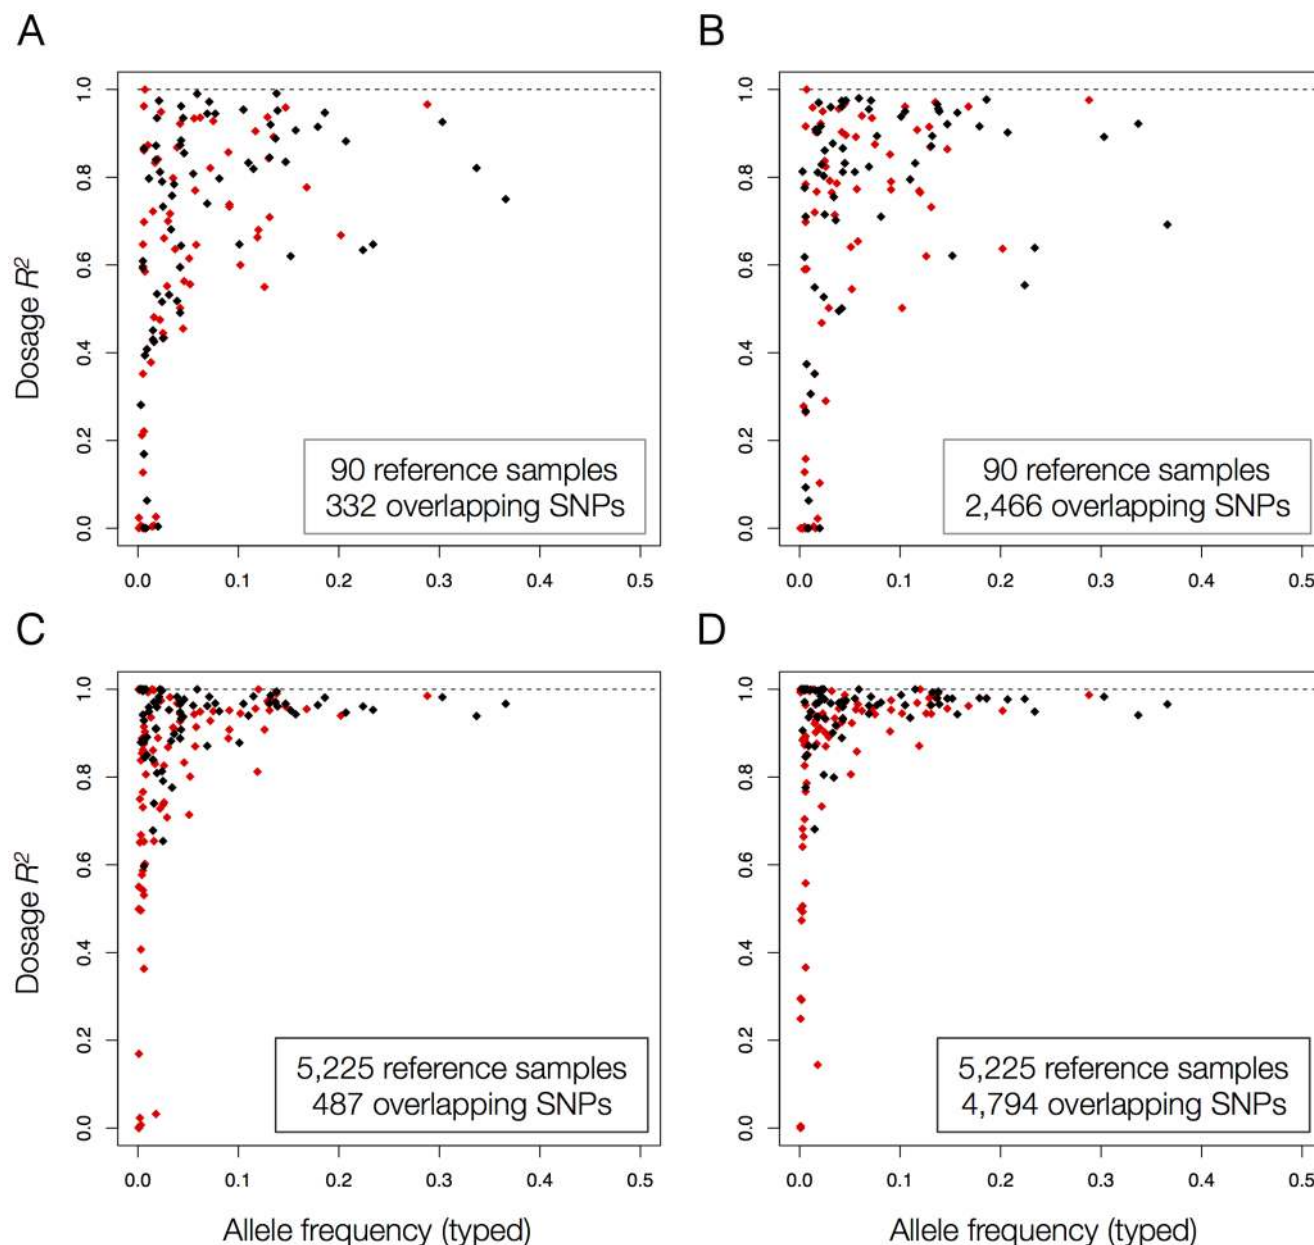 A
B
1.0
0.8
0.6
0.4
0.2
0.0
Dosage R²
90 reference samples
332 overlapping SNPs
0.0 0.1 0.2 0.3 0.4 0.5
1.0
0.8
0.6
0.4
0.2
0.0
90 reference samples
2,466 overlapping SNPs
0.0 0.1 0.2 0.3 0.4 0.5
C
D
1.0
0.8
0.6
0.4
0.2
0.0
Dosage R²
5,225 reference samples
487 overlapping SNPs
0.0 0.1 0.2 0.3 0.4 0.5
Allele frequency (typed)
1.0
0.8
0.6
0.4
0.2
0.0
5,225 reference samples
4,794 overlapping SNPs
0.0 0.1 0.2 0.3 0.4 0.5
Allele frequency (typed)